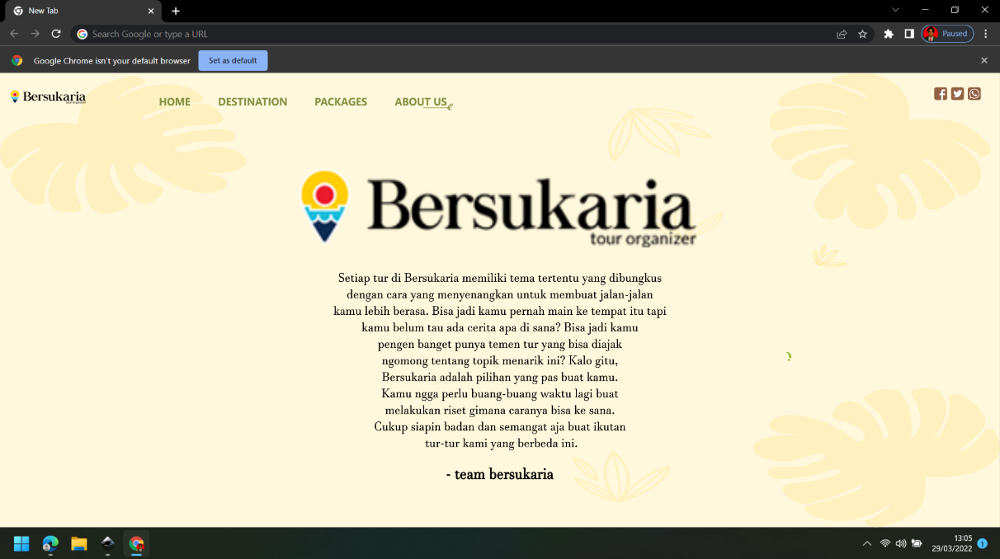 New Tab
Search Google or type a URL
Paused
Google Chrome isn't your default browser
Set as default
Bersukaria
tour organizer
HOME
DESTINATION
PACKAGES
ABOUT US
Bersukaria
tour organizer
Setiap tur di Bersukaria memiliki tema tertentu yang dibungkus
dengan cara yang menyenangkan untuk membuat jalan-jalan
kamu lebih berasa. Bisa jadi kamu pernah main ke tempat itu tapi
kamu belum tau ada cerita apa di sana? Bisa jadi kamu
pengen banget punya temen tur yang bisa diajak
ngomong tentang topik menarik ini? Kalo gitu,
Bersukaria adalah pilihan yang pas buat kamu.
Kamu ngga perlu buang-buang waktu lagi buat
melakukan riset gimana caranya bisa ke sana.
Cukup siapin badan dan semangat aja buat ikutan
tur-tur kami yang berbeda ini.
- team bersukaria
13:05
29/03/2022
1